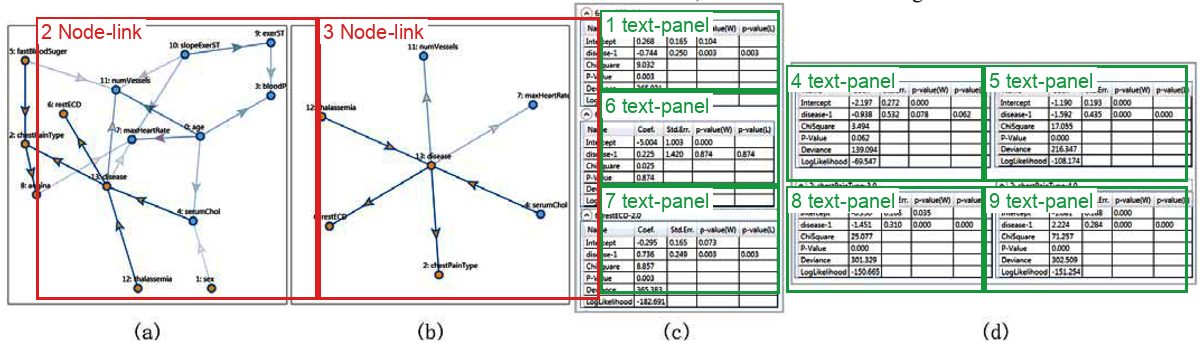 2 Node-link
3 Node-link
1 text-panel
6 text-panel
7 text-panel
4 text-panel
5 text-panel
8 text-panel
9 text-panel
9: exerST
10: slopeExerST
11: numVessels
3: bloodP
6: restECD
2: chestPainType
7: maxHeartRate
0: age
13: disease
4: serumChol
12: thalassemia
1: sex
(a)
11: numVessels
7: maxHeartRate
13: disease
4: serumChol
2: chestPainType
(b)
p-value(L)
0.268 0.165 0.104
disease-1 -0.744 0.250 0.003 0.003
ChiSquare 9.032
P-Value 0.003
Name Coef. Std.Err. p-value(W) p-value(L)
Intercept -5.004 1.003 0.000
disease-1 0.225 1.420 0.874 0.874
ChiSquare 0.025
P-Value 0.874
Name Coef. Std.Err. p-value(W) p-value(L)
Intercept -0.295 0.165 0.073
disease-1 0.736 0.249 0.003 0.003
ChiSquare 8.857
P-Value 0.003
Deviance 365.383
LogLikelihood -182.691
(c)
Intercept -2.197 0.272 0.000
disease-1 -0.938 0.532 0.078 0.062
ChiSquare 3.494
P-Value 0.062
Deviance 139.094
LogLikelihood -69.547
Intercept -1.190 0.193 0.000
disease-1 -1.592 0.435 0.000 0.000
ChiSquare 17.055
P-Value 0.000
Deviance 216.347
LogLikelihood -108.174
disease-1 -1.451 0.310 0.000 0.000
ChiSquare 25.077
P-Value 0.000
Deviance 301.329
LogLikelihood -150.665
disease-1 2.224 0.284 0.000 0.000
ChiSquare 71.257
P-Value 0.000
Deviance 302.509
LogLikelihood -151.254
(d)